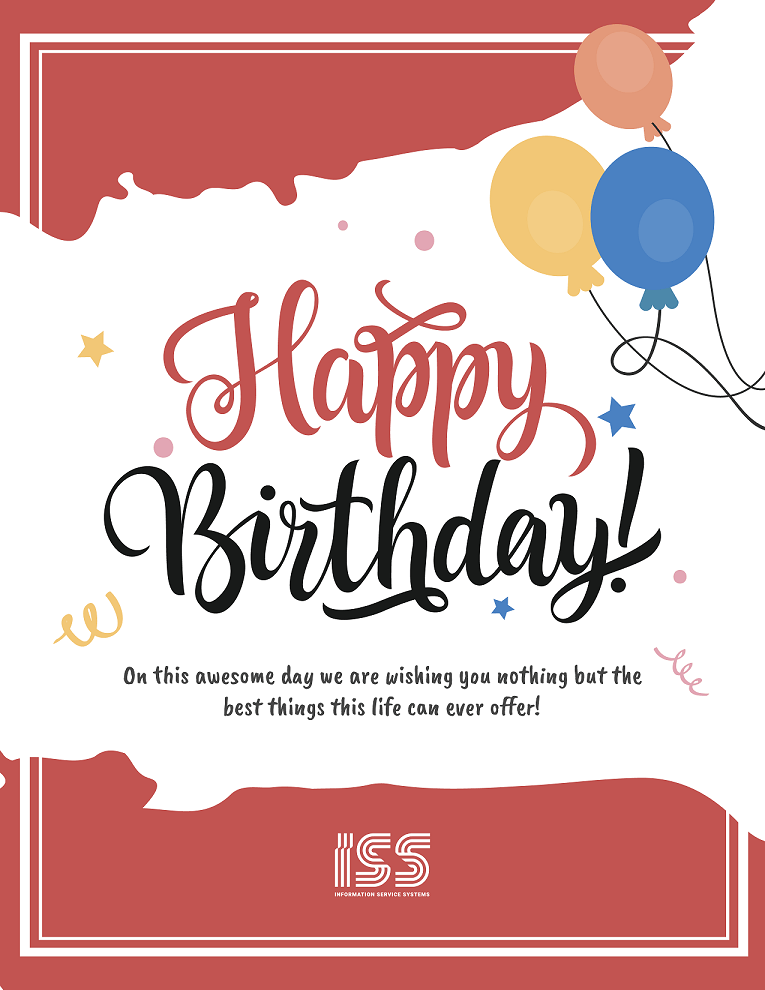 Happy
Birthday!
On this awesome day we are wishing you nothing but the
best things this life can ever offer!
ISS
INFORMATION SERVICE SYSTEMS